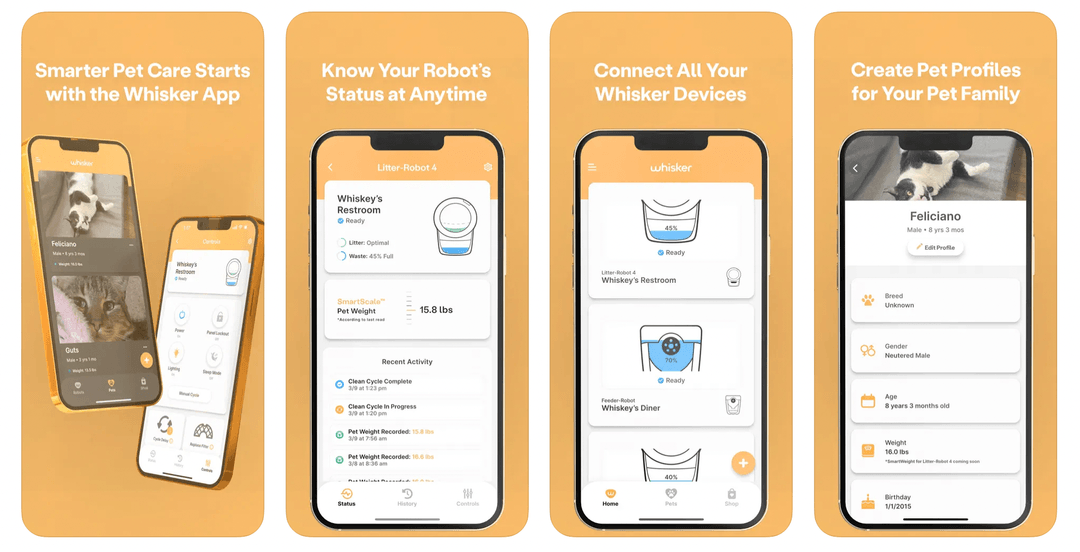 Smarter Pet Care Starts
with the Whisker App
whisker
Feliciano
Male • 8 yrs 3 mos
Weight: 16.0 lbs
Guts
Pets
Controls
Whiskey's
Restroom
Ready
Power
Panel Lockout
Lighting
Sleep Mode
Manual Cycle
Cycle Delay
Replace Filter
Controls
Know Your Robot's
Status at Anytime
Litter-Robot 4
Whiskey's
Restroom
Ready
Litter: Optimal
Waste: 45% Full
SmartScale™
Pet Weight
*According to last read
15.8 lbs
Recent Activity
Clean Cycle Complete
3/9 at 1:23 pm
Clean Cycle In Progress
3/9 at 1:20 pm
Pet Weight Recorded: 15.8 lbs
3/9 at 7:56 am
Pet Weight Recorded: 16.6 lbs
3/8 at 8:36 am
Status
History
Controls
Connect All Your
Whisker Devices
whisker
45%
Ready
Litter-Robot 4
Whiskey's Restroom
70%
Ready
Feeder-Robot
Whiskey's Diner
40%
Home
Pets
Shop
Create Pet Profiles
for Your Pet Family
Feliciano
Male • 8 yrs 3 mos
Edit Profile
Breed
Unknown
Gender
Neutered Male
Age
8 years 3 months old
Weight
16.0 lbs
*SmartWeight for Litter-Robot 4 coming soon
Birthday
1/1/2015